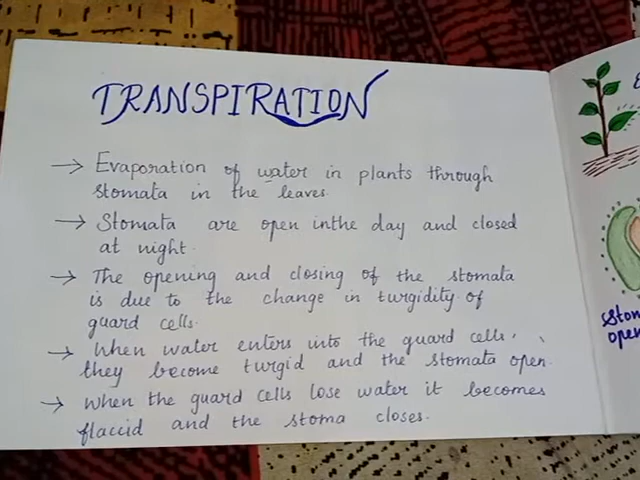 TRANSPIRATION
→ Evaporation of water in plants through
stomata in the leaves.
→ Stomata are open inthe day and closed
at night.
→ The opening and closing of the stomata
is due to the change in turgidity of
guard cells.
→ When water enters into the guard cells,
they become turgid and the stomata open.
→ When the guard cells lose water it becomes
flaccid and the stoma closes.
open